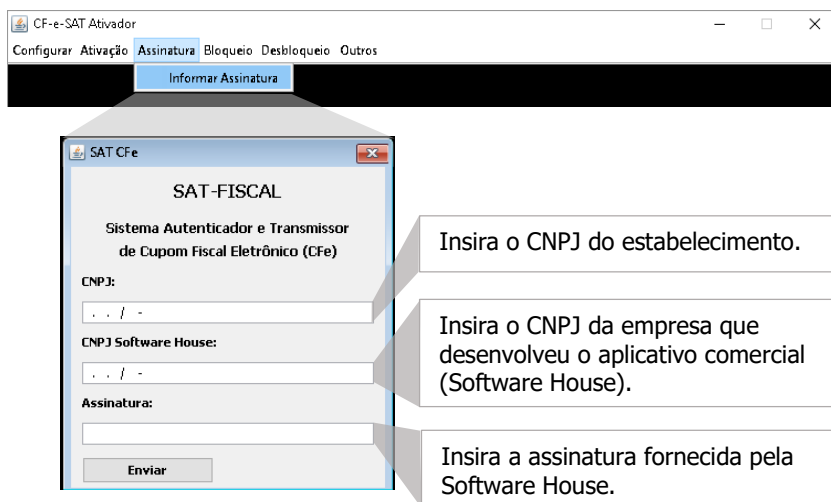 CF-e-SAT Ativador
Configurar Ativação Assinatura Bloqueio Desbloqueio Outros
Informar Assinatura
SAT CFe
SAT-FISCAL
Sistema Autenticador e Transmissor
de Cupom Fiscal Eletrônico (CFe)
CNPJ:
. . / -
CNPJ Software House:
. . / -
Assinatura:
Enviar
Insira o CNPJ do estabelecimento.
Insira o CNPJ da empresa que
desenvolveu o aplicativo comercial
(Software House).
Insira a assinatura fornecida pela
Software House.